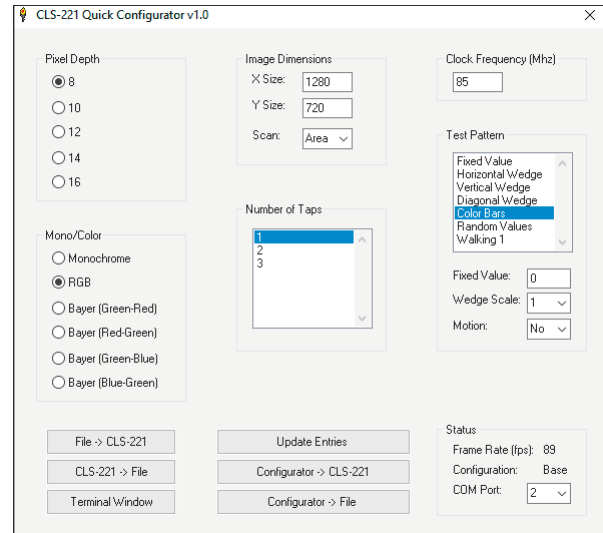 CLS-221 Quick Configurator v1.0
Pixel Depth
8
10
12
14
16
Mono/Color
Monochrome
RGB
Bayer (Green-Red)
Bayer (Red-Green)
Bayer (Green-Blue)
Bayer (Blue-Green)
Image Dimensions
X Size: 1280
Y Size: 720
Scan: Area
Number of Taps
1
2
3
Clock Frequency (Mhz)
85
Test Pattern
Fixed Value
Horizontal Wedge
Vertical Wedge
Diagonal Wedge
Color Bars
Random Values
Walking 1
Fixed Value: 0
Wedge Scale: 1
Motion: No
File -> CLS-221
CLS-221 -> File
Terminal Window
Update Entries
Configurator -> CLS-221
Configurator -> File
Status
Frame Rate (fps): 89
Configuration: Base
COM Port: 2